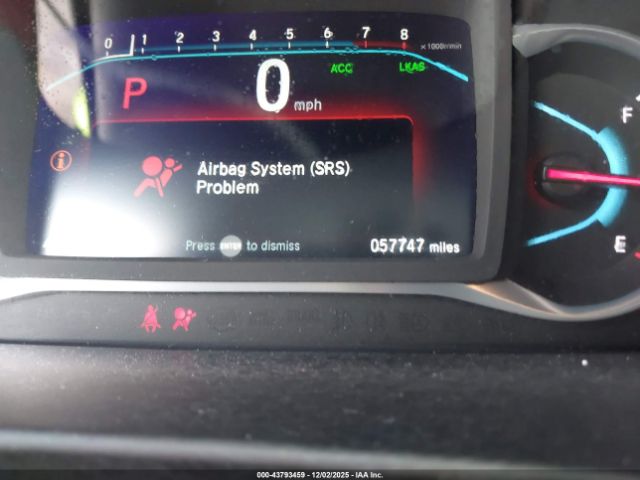 0 1 2 3 4 5 6 7 8 x1000r/min
P 0 mph ACC LKAS
Airbag System (SRS)
Problem
Press ENTER to dismiss 057747 miles
F
E
000-43793459 • 12/02/2025 • IAA Inc.